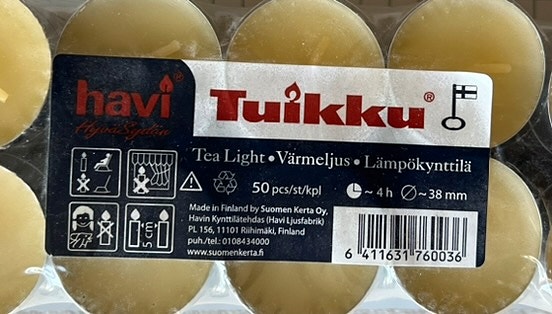 havi®
HyvääSydän
Tuikku®
Tea Light • Värmeljus • Lämpökynttilä
50 pcs/st/kpl ~ 4h Ø ~ 38 mm
5 cm
Made in Finland by Suomen Kerta Oy,
Havin Kynttilätehdas (Havi Ljusfabrik)
PL 156, 11101 Riihimäki, Finland
puh./tel.: 0108434000
www.suomenkerta.fi
6 411631 760036